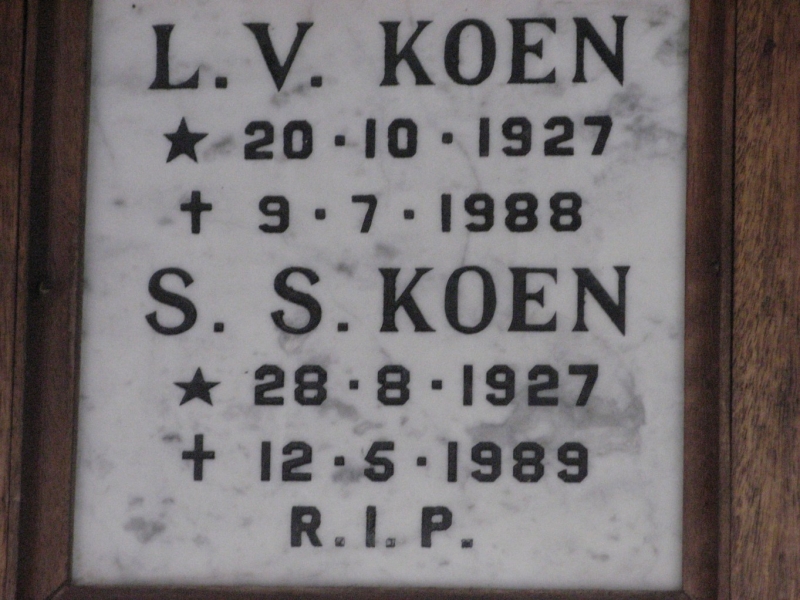 L. V. KOEN
★ 20 · 10 · 1927
✝ 9 · 7 · 1988
S. S. KOEN
★ 28 · 8 · 1927
✝ 12 · 5 · 1989
R. I. P.